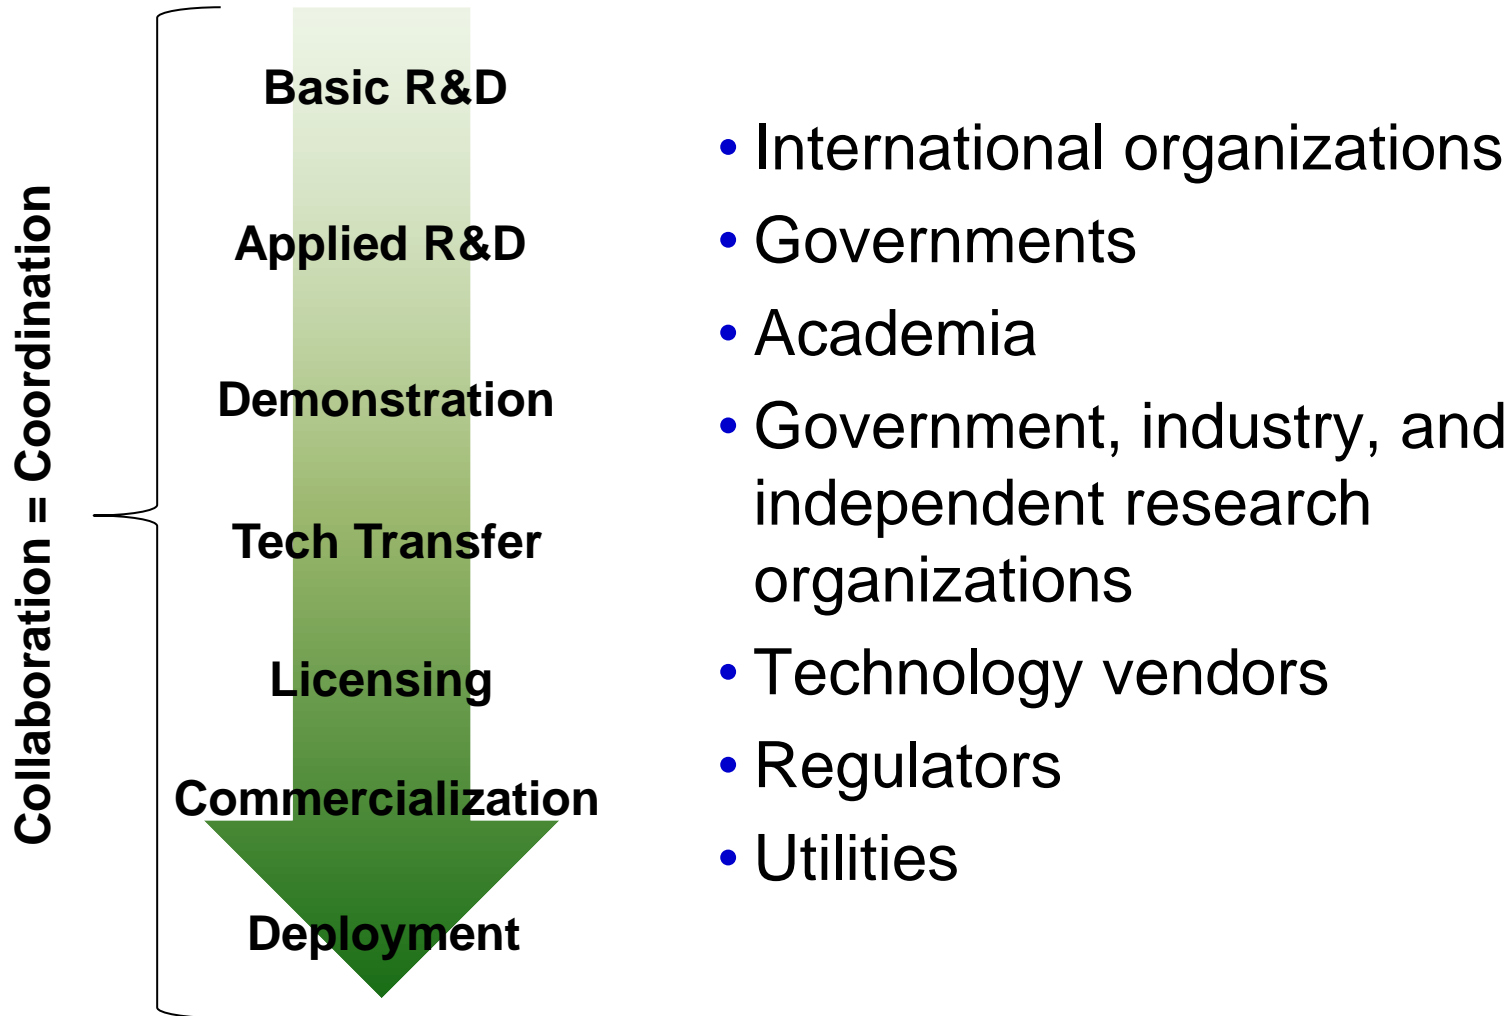 Collaboration = Coordination
Basic R&D
Applied R&D
Demonstration
Tech Transfer
Licensing
Commercialization
Deployment
• International organizations
• Governments
• Academia
• Government, industry, and
independent research
organizations
• Technology vendors
• Regulators
• Utilities